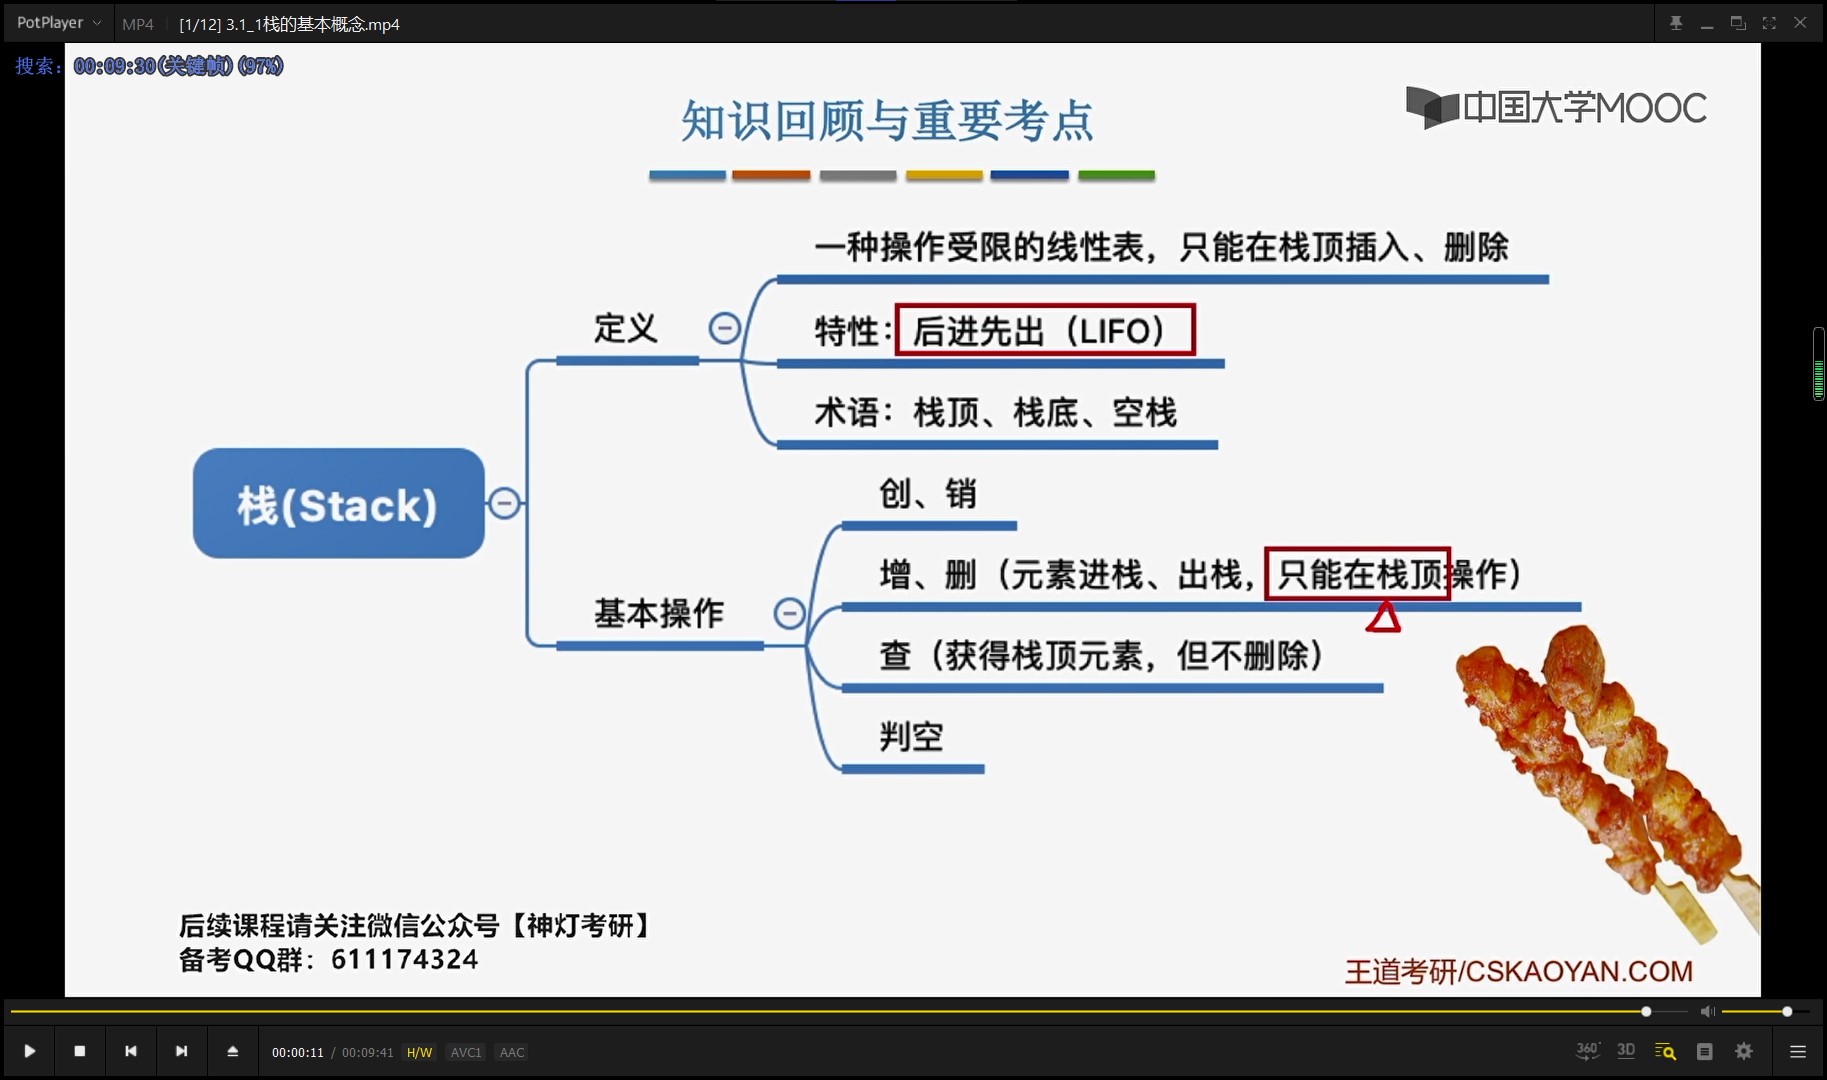 PotPlayer MP4 [1/12] 3.1_1栈的基本概念.mp4
搜索: 00:09:30(关键帧)(97%)
中国大学MOOC
知识回顾与重要考点
一种操作受限的线性表，只能在栈顶插入、删除
定义
特性：后进先出（LIFO）
术语：栈顶、栈底、空栈
栈(Stack)
创、销
增、删（元素进栈、出栈，只能在栈顶操作）
基本操作
查（获得栈顶元素，但不删除）
判空
后续课程请关注微信公众号【神灯考研】
备考QQ群：611174324
王道考研/CSKAOYAN.COM
00:00:11 / 00:09:41 H/W AVC1 AAC
360° 3D